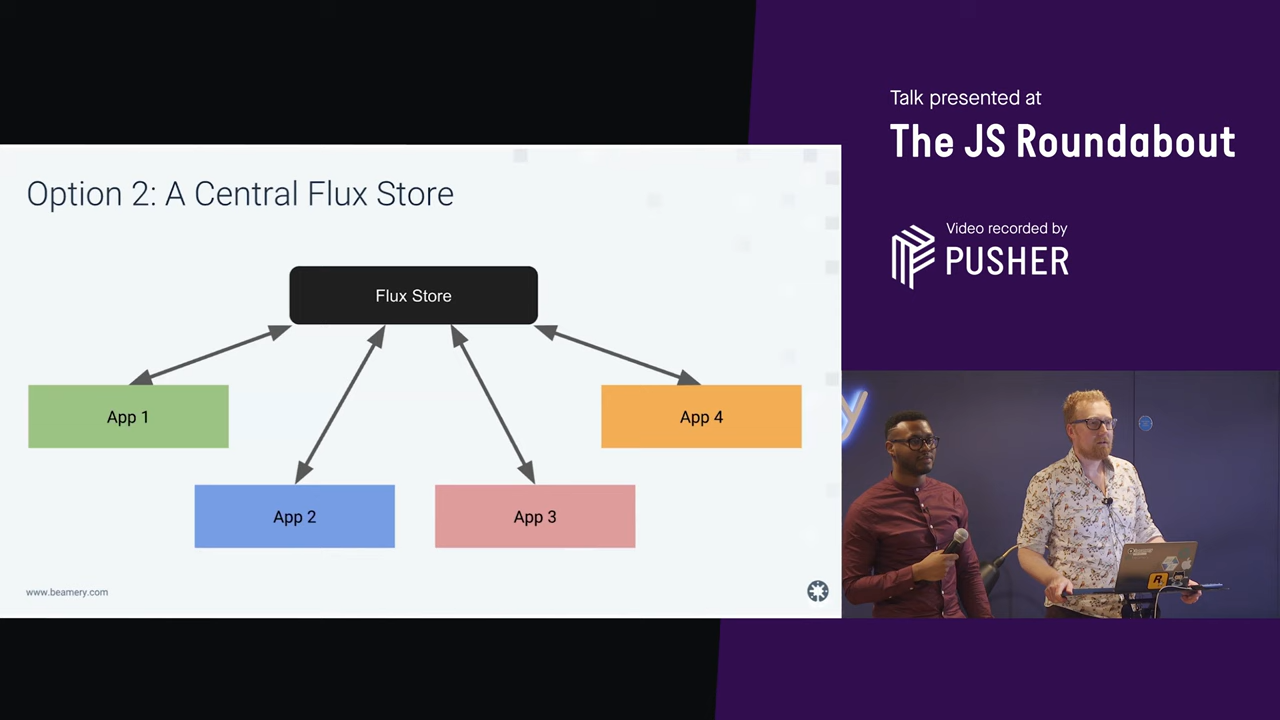 Option 2: A Central Flux Store
Flux Store
App 1
App 4
App 2
App 3
www.beamery.com
Talk presented at
The JS Roundabout
Video recorded by
PUSHER
y
R